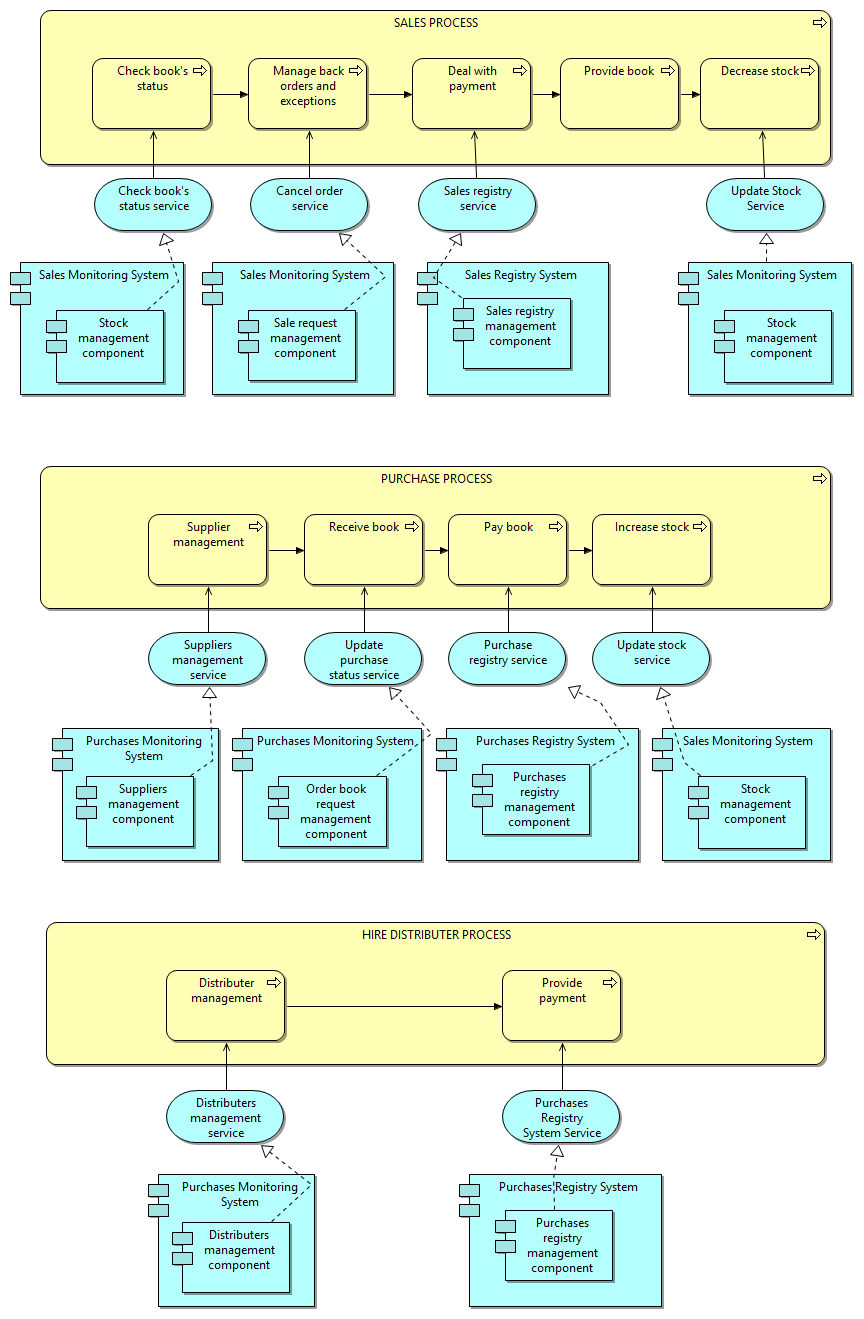 SALES PROCESS
Check book's
status
Manage back
orders and
exceptions
Deal with
payment
Provide book
Decrease stock
Check book's
status service
Cancel order
service
Sales registry
service
Update Stock
Service
Sales Monitoring System
Stock
management
component
Sales Monitoring System
Sale request
management
component
Sales Registry System
Sales registry
management
component
Sales Monitoring System
Stock
management
component
PURCHASE PROCESS
Supplier
management
Receive book
Pay book
Increase stock
Suppliers
management
service
Update
purchase
status service
Purchase
registry service
Update stock
service
Purchases Monitoring
System
Suppliers
management
component
Purchases Monitoring System
Order book
request
management
component
Purchases Registry System
Purchases
registry
management
component
Sales Monitoring System
Stock
management
component
HIRE DISTRIBUTER PROCESS
Distributer
management
Provide
payment
Distributers
management
service
Purchases
Registry
System Service
Purchases Monitoring
System
Distributers
management
component
Purchases Registry System
Purchases
registry
management
component